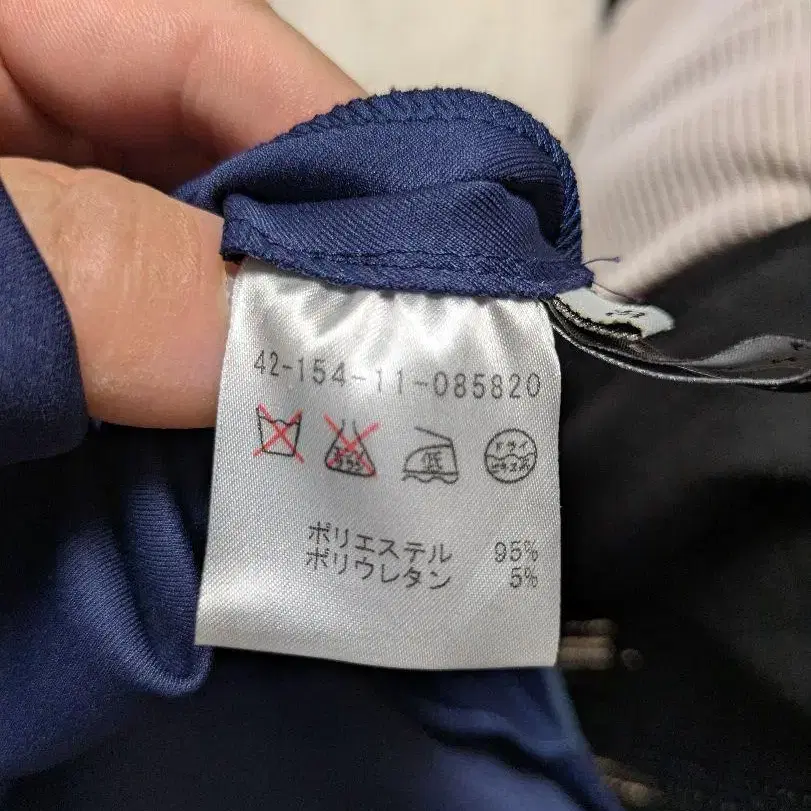 42-154-11-085820
低 ドライ
ポリエステル 95%
ポリウレタン 5%